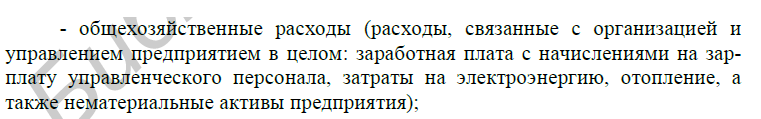 - общехозяйственные расходы (расходы, связанные с организацией и
управлением предприятием в целом: заработная плата с начислениями на зар-
плату управленческого персонала, затраты на электроэнергию, отопление, а
также нематериальные активы предприятия);